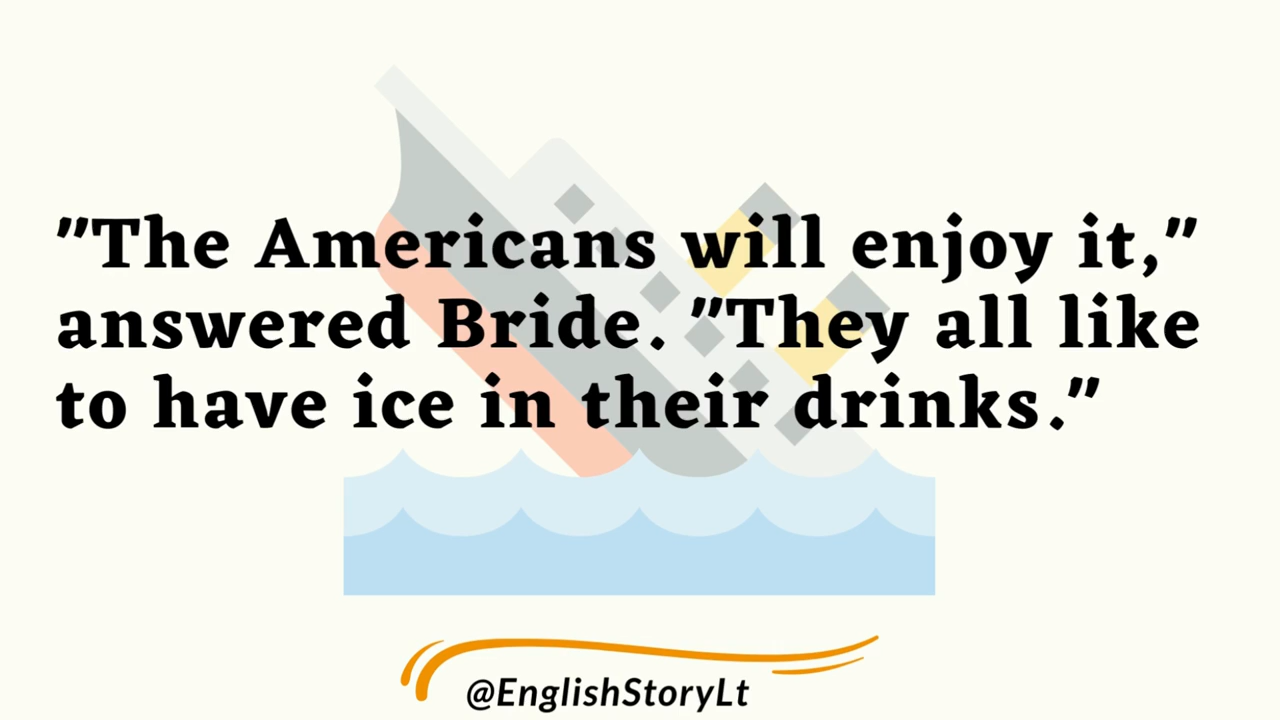 "The Americans will enjoy it,"
answered Bride. "They all like
to have ice in their drinks."
@EnglishStoryLt